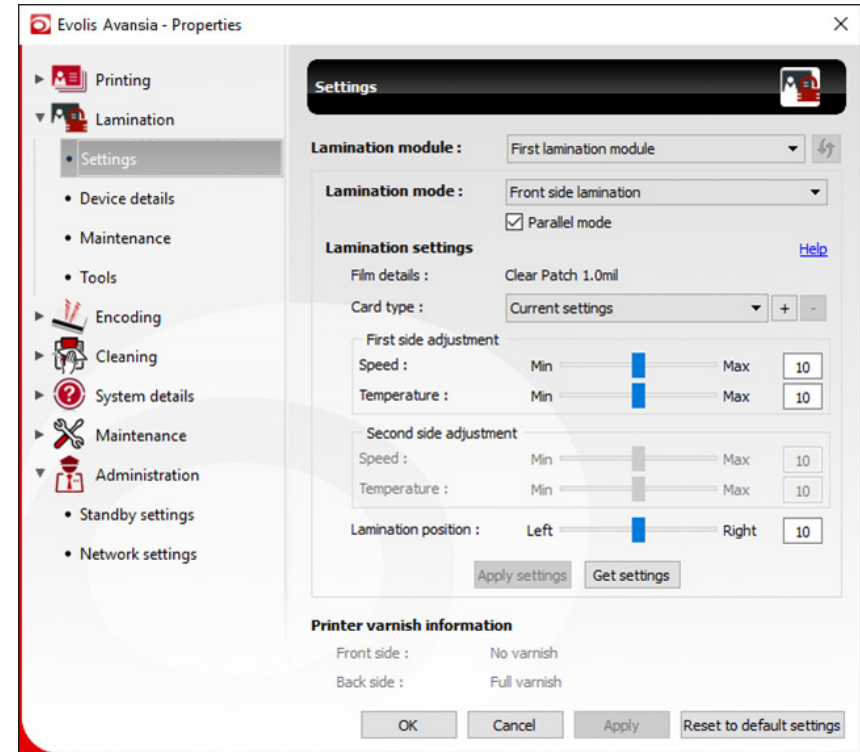 Evolis Avansia - Properties
Printing
Lamination
Settings
Device details
Maintenance
Tools
Encoding
Cleaning
System details
Maintenance
Administration
Standby settings
Network settings
Settings
Lamination module : First lamination module
Lamination mode : Front side lamination
Parallel mode
Lamination settings Help
Film details : Clear Patch 1.0mil
Card type : Current settings + -
First side adjustment
Speed : Min Max 10
Temperature : Min Max 10
Second side adjustment
Speed : Min Max 10
Temperature : Min Max 10
Lamination position : Left Right 10
Apply settings Get settings
Printer varnish information
Front side : No varnish
Back side : Full varnish
OK Cancel Apply Reset to default settings